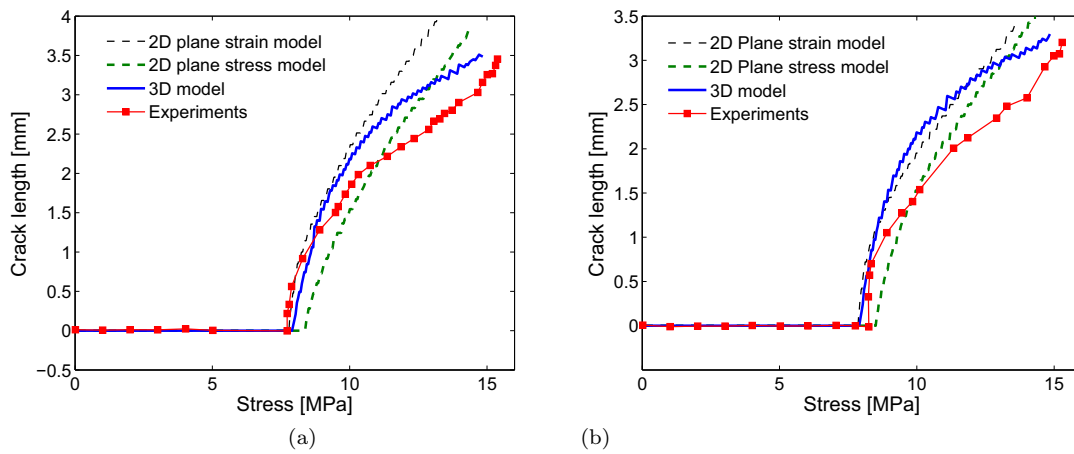 4
3.5
3
2.5
2
1.5
1
0.5
0
−0.5
Crack length [mm]
2D plane strain model
2D plane stress model
3D model
Experiments
0 5 10 15
Stress [MPa]
(a)
3.5
3
2.5
2
1.5
1
0.5
0
Crack length [mm]
2D Plane strain model
2D Plane stress model
3D model
Experiments
0 5 10 15
Stress [MPa]
(b)